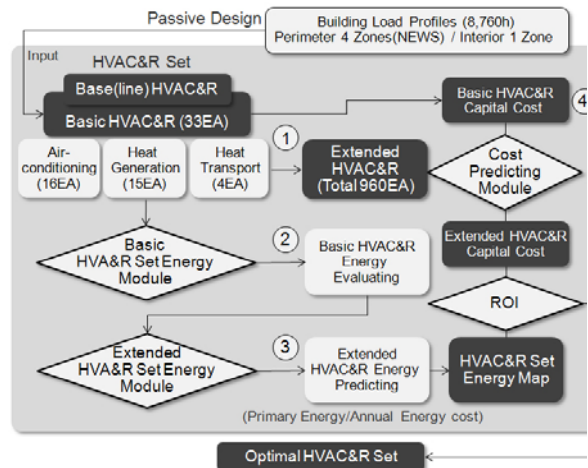 Passive Design
Building Load Profiles (8,760h)
Perimeter 4 Zones(NEWS) / Interior 1 Zone
Input
HVAC&R Set
Base(line) HVAC&R
Basic HVAC&R (33EA)
Basic HVAC&R
Capital Cost
4
Air-
conditioning
(16EA)
Heat
Generation
(15EA)
Heat
Transport
(4EA)
1
Extended
HVAC&R
(Total 960EA)
Cost
Predicting
Module
Basic
HVA&R Set Energy
Module
2
Basic HVAC&R
Energy
Evaluating
Extended HVAC&R
Capital Cost
ROI
Extended
HVA&R Set Energy
Module
3
Extended
HVAC&R Energy
Predicting
HVAC&R Set
Energy Map
(Primary Energy/Annual Energy cost)
Optimal HVAC&R Set